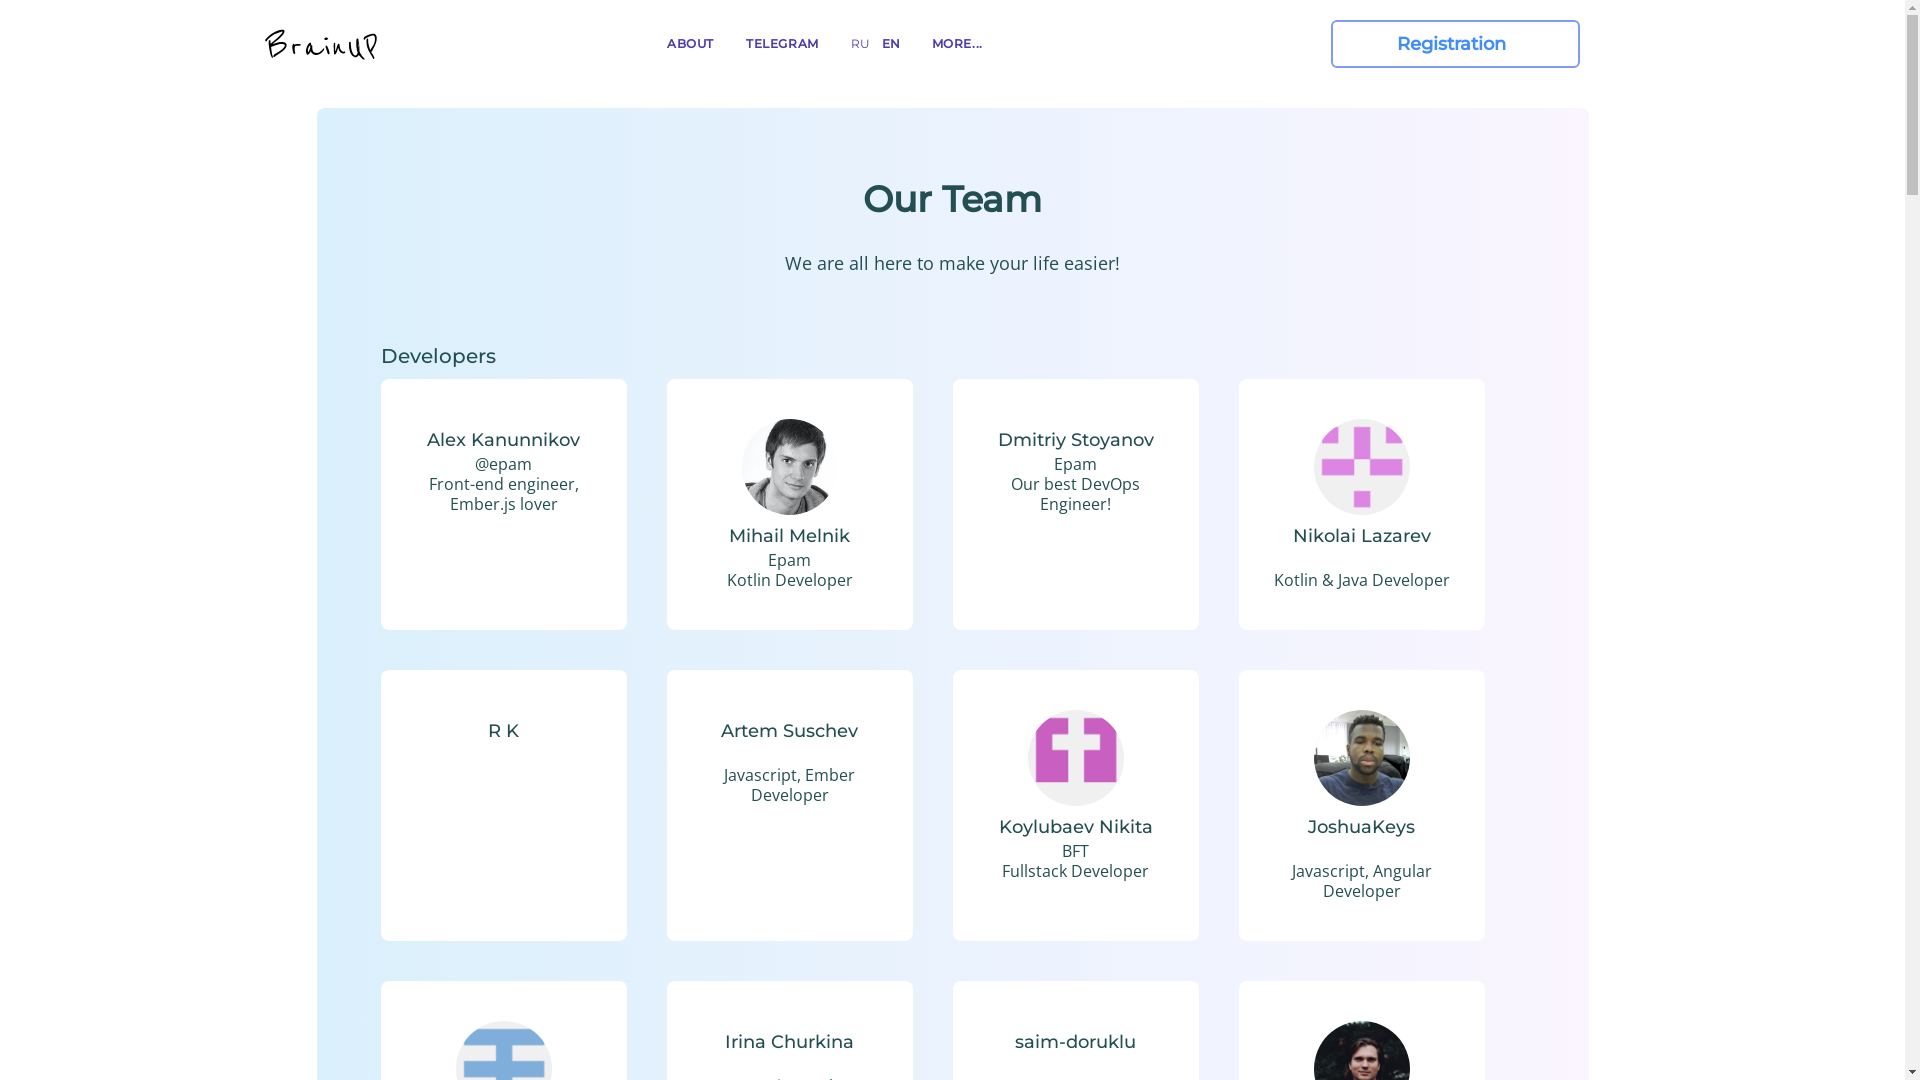 BrainUP
ABOUT
TELEGRAM
RU
EN
MORE...
Registration
Our Team
We are all here to make your life easier!
Developers
Alex Kanunnikov
@epam
Front-end engineer,
Ember.js lover
Mihail Melnik
Epam
Kotlin Developer
Dmitriy Stoyanov
Epam
Our best DevOps
Engineer!
Nikolai Lazarev
Kotlin & Java Developer
R K
Artem Suschev
Javascript, Ember
Developer
Koylubaev Nikita
BFT
Fullstack Developer
JoshuaKeys
Javascript, Angular
Developer
Irina Churkina
saim-doruklu